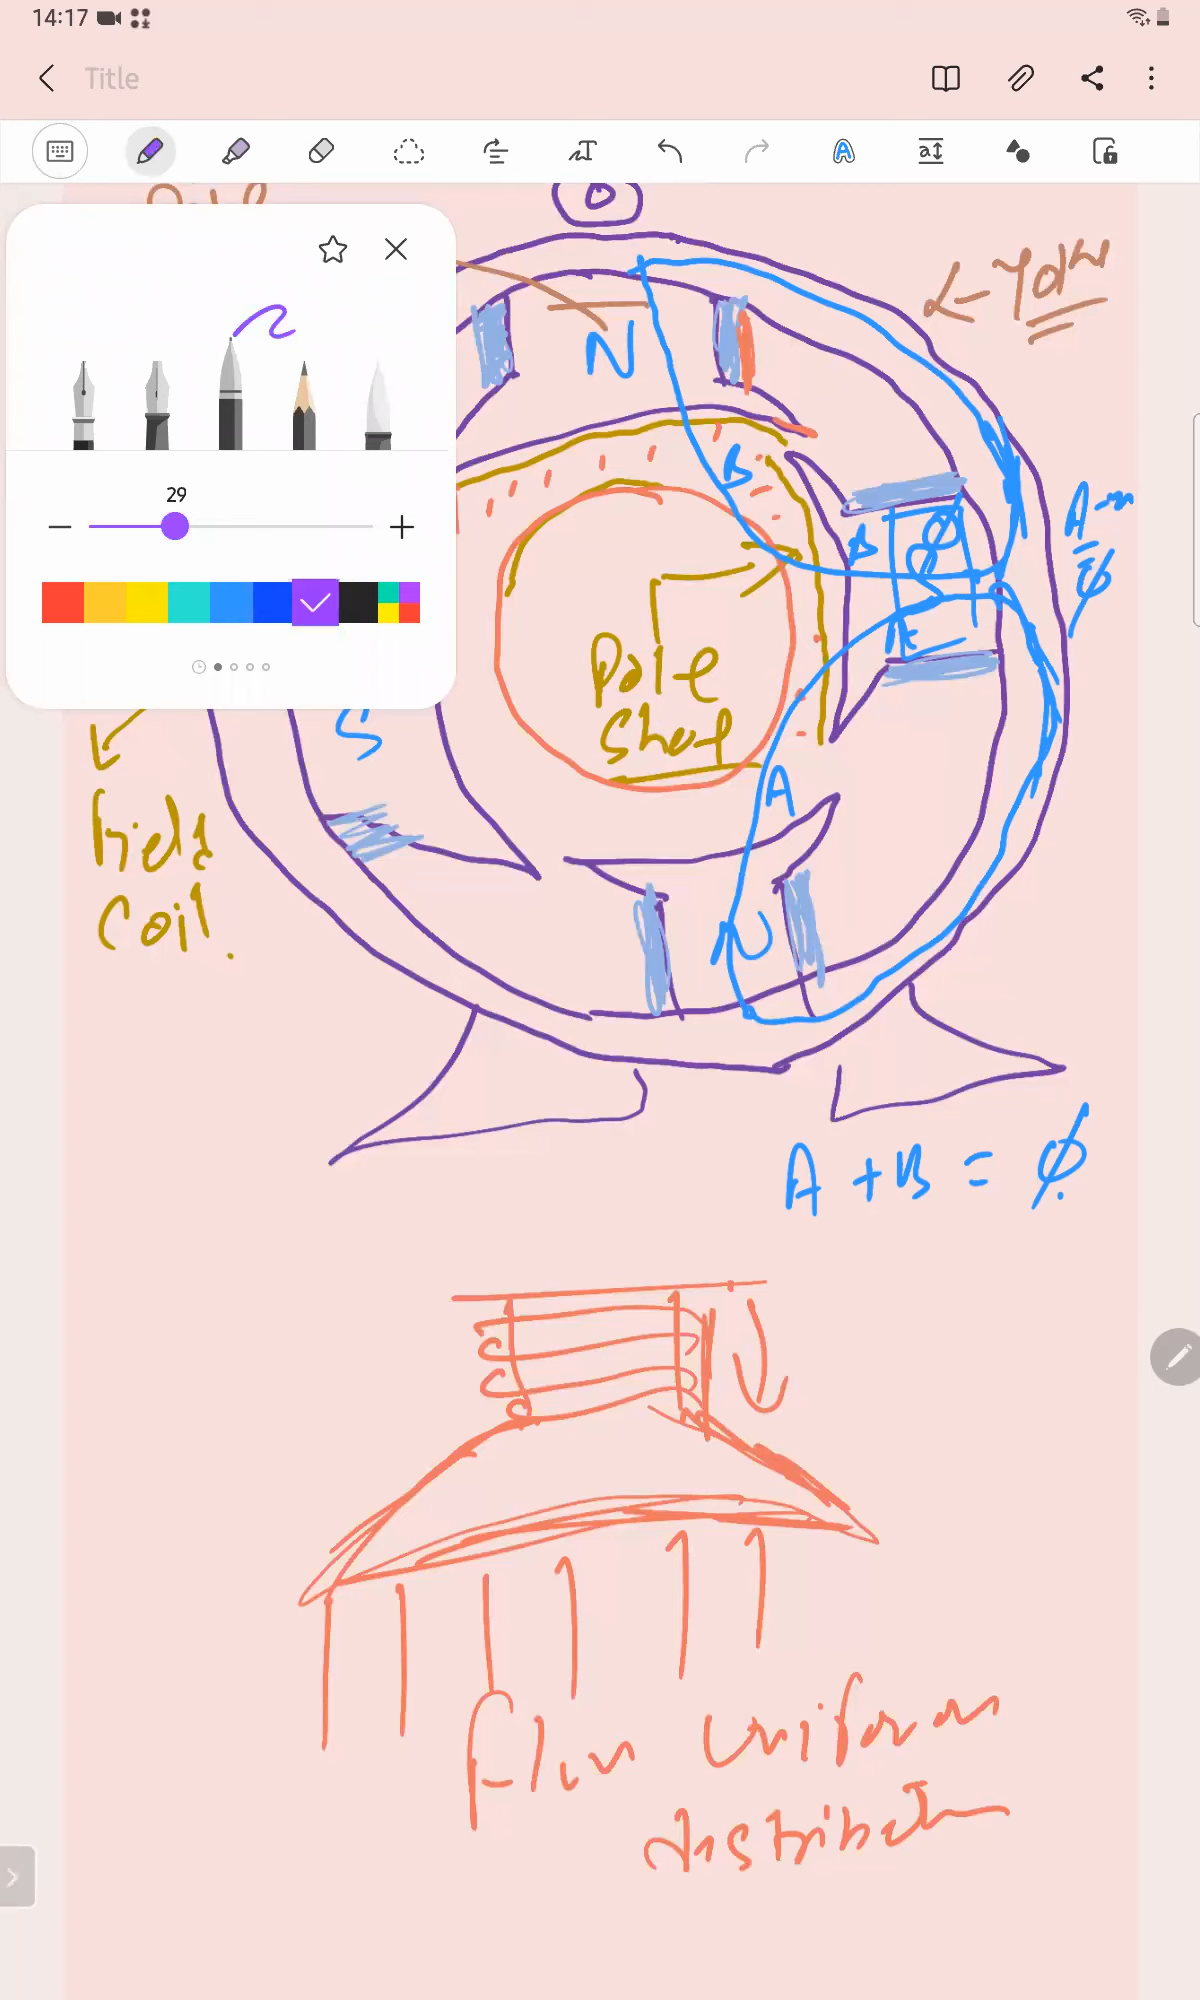 14:17
Title
29
N
← Yoke
B
B
A
ϕ
Pole
Shoe
S
A
N
Field
Coil.
A + B = ϕ
Flux Uniform
distribution